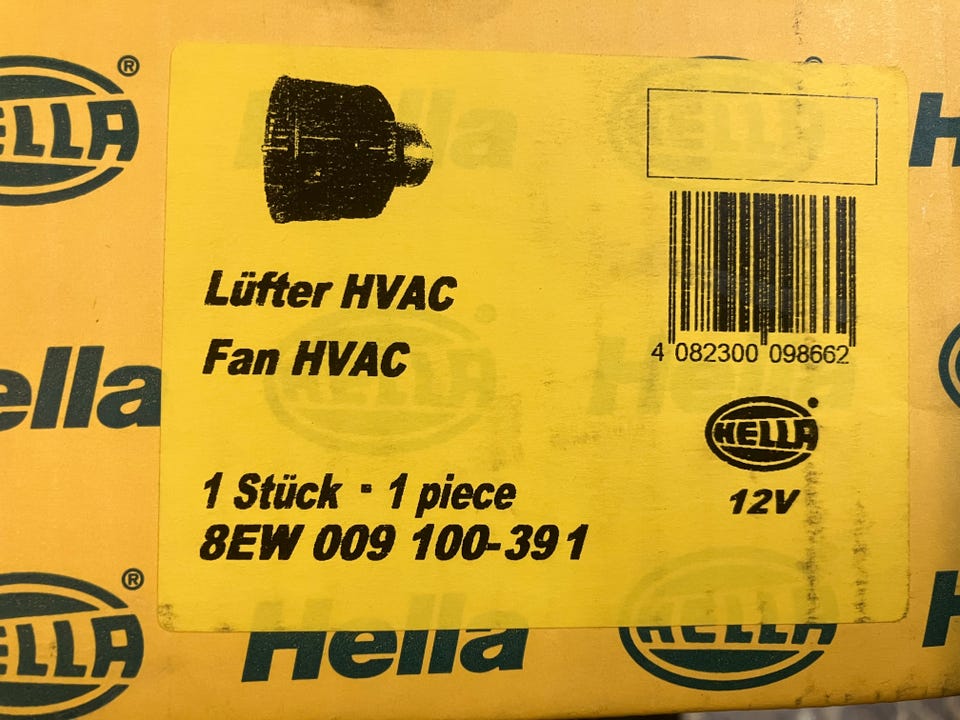 HELLA ®
Hella
Lüfter HVAC
Fan HVAC
4 082300 098662
Hella
HELLA
12V
1 Stück · 1 piece
8EW 009 100-391
HELLA ®
Hella
HELLA